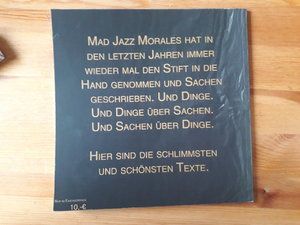 Mad Jazz Morales hat in
den letzten Jahren immer
wieder mal den Stift in die
Hand genommen und Sachen
geschrieben. Und Dinge.
Und Dinge über Sachen.
Und Sachen über Dinge.
Hier sind die schlimmsten
und schönsten Texte.
10,-€